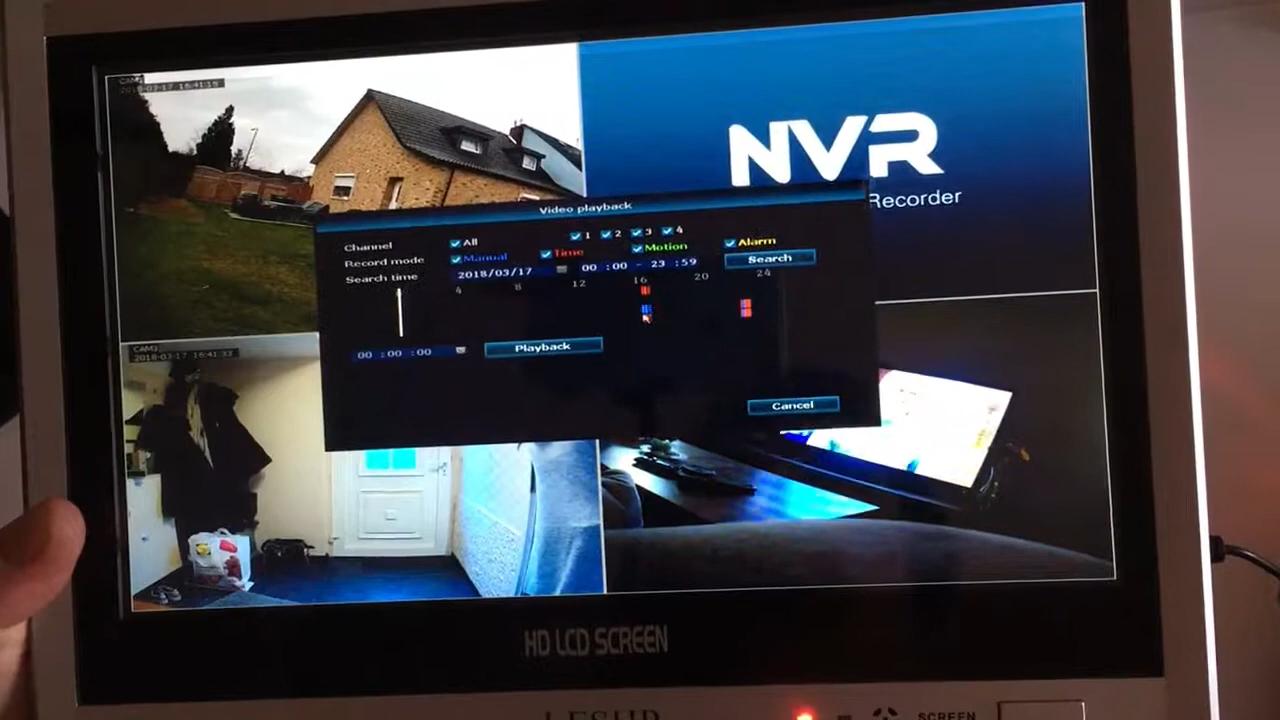 CAM1
2018-03-17 16:41:15
NVR
Recorder
Video playback
Channel All 1 2 3 4
Record mode Manual Time Motion Alarm
Search time 2018/03/17 00 :00 - 23 :59 Search
4 8 12 16 20 24
00 :00 :00 Playback
Cancel
CAM3
2018-03-17 16:41:33
HD LCD SCREEN
SCREEN